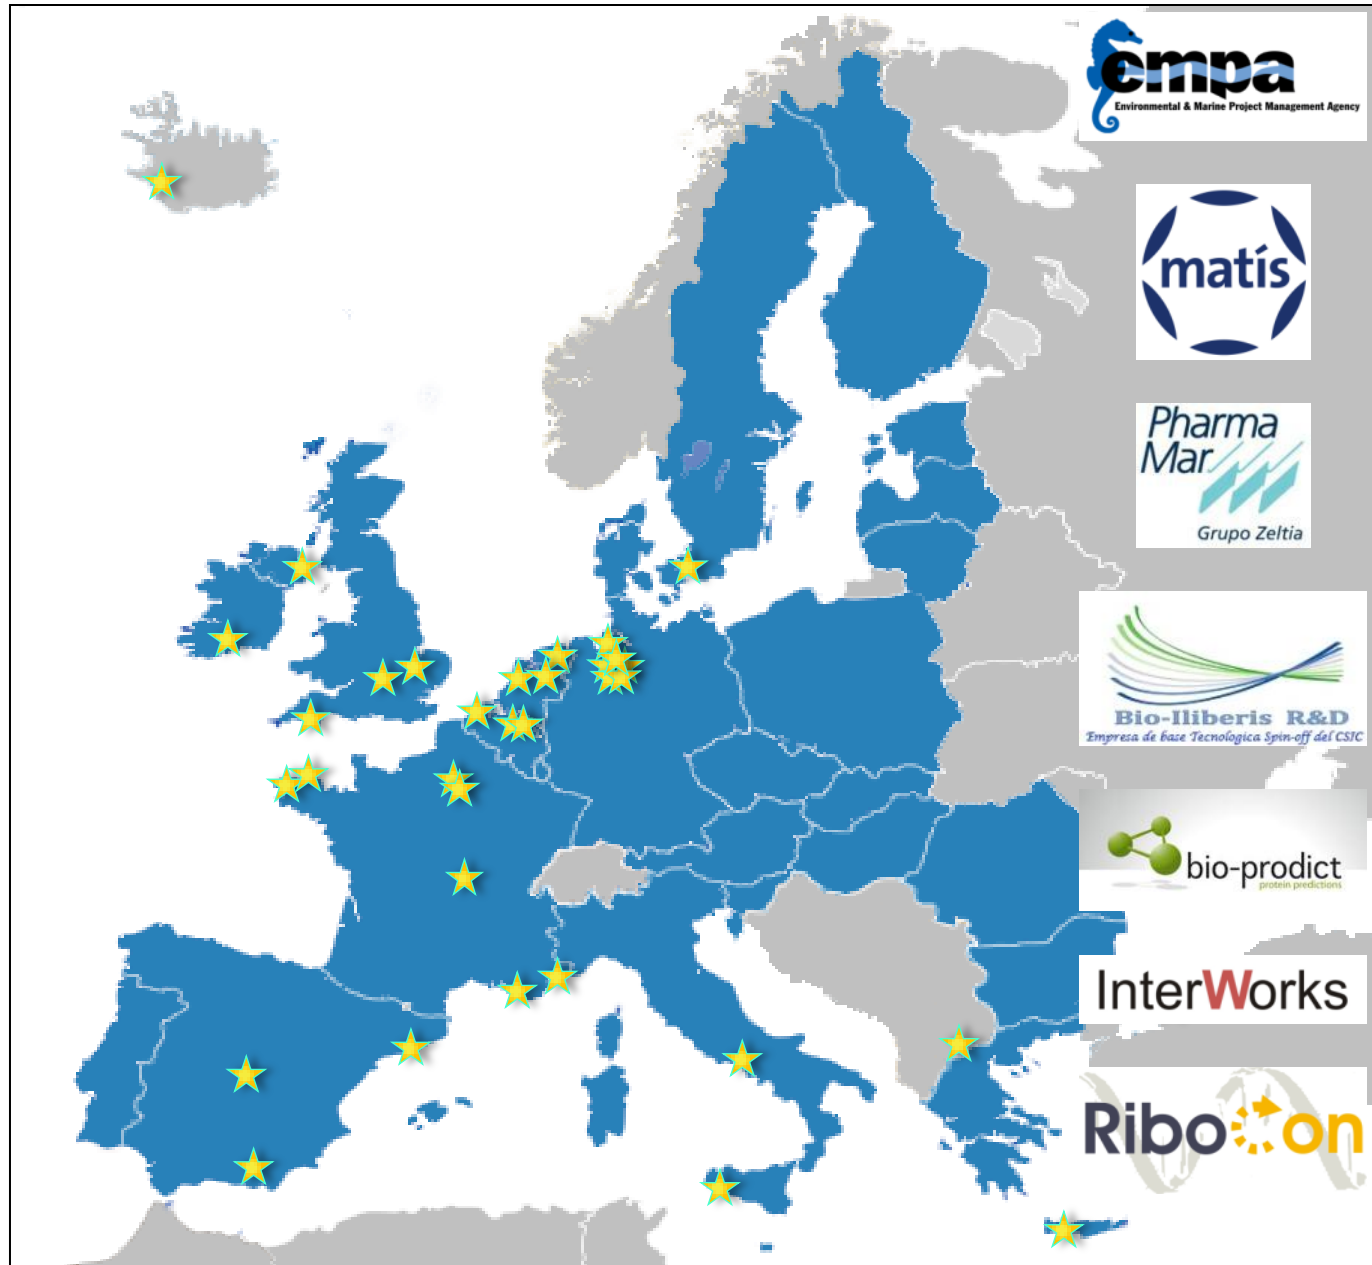 empa
Environmental & Marine Project Management Agency
matís
Pharma
Mar
Grupo Zeltia
Bio-Iliberis R&D
Empresa de base Tecnologica Spin-off del CSIC
bio-prodict
protein predictions
InterWorks
Ribocon